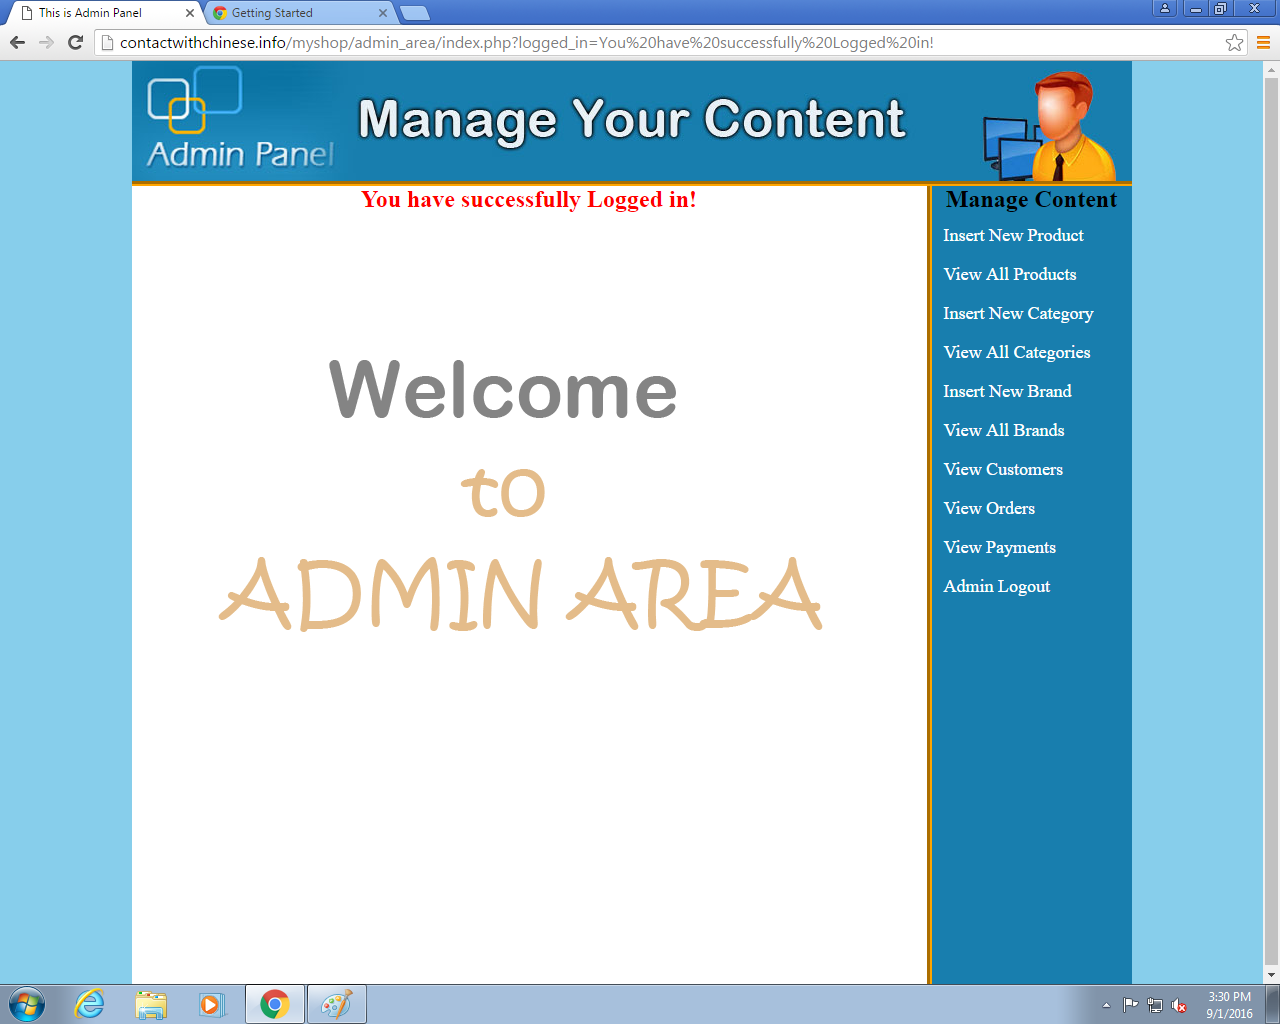 This is Admin Panel
Getting Started
contactwithchinese.info/myshop/admin_area/index.php?logged_in=You%20have%20successfully%20Logged%20in!
Admin Panel
Manage Your Content
You have successfully Logged in!
Welcome
to
ADMIN AREA
Manage Content
Insert New Product
View All Products
Insert New Category
View All Categories
Insert New Brand
View All Brands
View Customers
View Orders
View Payments
Admin Logout
3:30 PM
9/1/2016